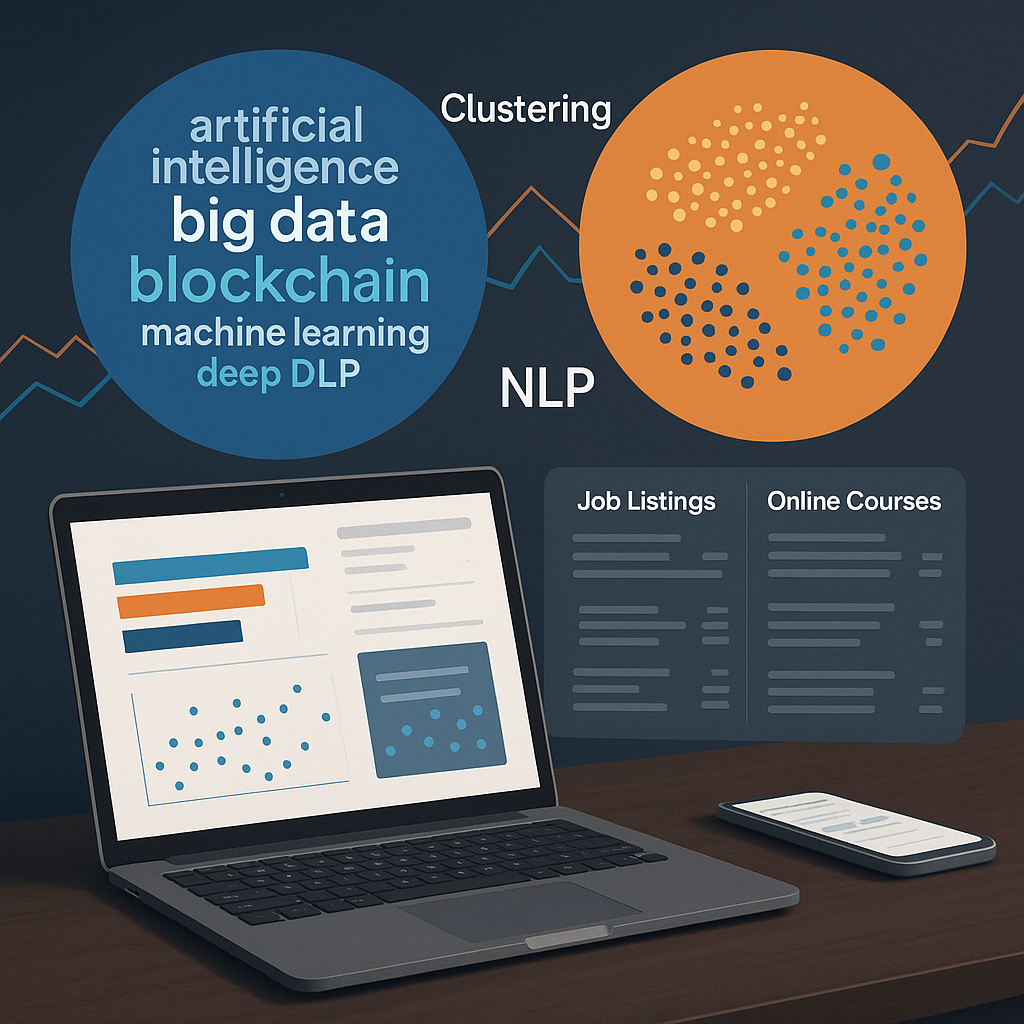 artificial
intelligence
big data
blockchain
machine learning
deep DLP
Clustering
NLP
Job Listings
Online Courses